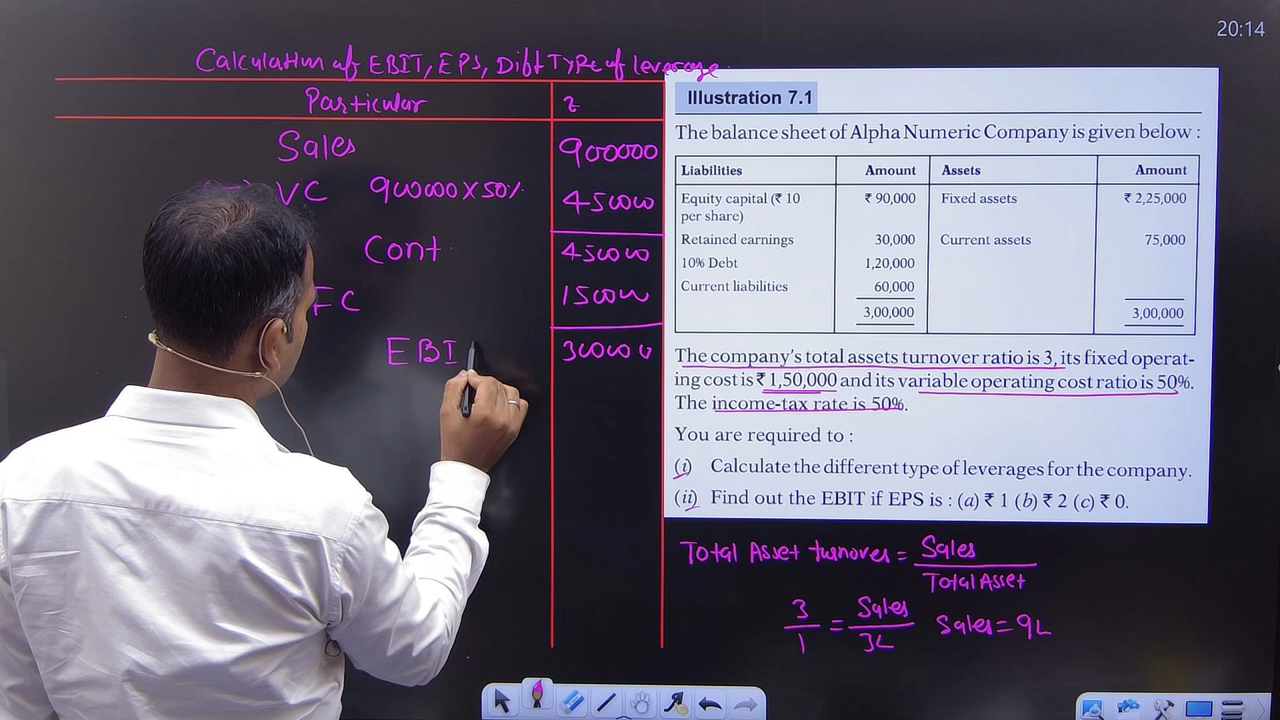 20:14
Calculation of EBIT, EPS, Difft Type of leverage
Particular ₹
Sales 900000
VC 900000×50% 450000
Cont 450000
FC 150000
EBI 300000
Illustration 7.1
The balance sheet of Alpha Numeric Company is given below :
Liabilities Amount Assets Amount
Equity capital (₹ 10 per share) ₹ 90,000 Fixed assets ₹ 2,25,000
Retained earnings 30,000 Current assets 75,000
10% Debt 1,20,000
Current liabilities 60,000
3,00,000 3,00,000
The company's total assets turnover ratio is 3, its fixed operat-
ing cost is ₹ 1,50,000 and its variable operating cost ratio is 50%.
The income-tax rate is 50%.
You are required to :
(i) Calculate the different type of leverages for the company.
(ii) Find out the EBIT if EPS is : (a) ₹ 1 (b) ₹ 2 (c) ₹ 0.
Total Asset turnover = Sales
Total Asset
3/1 = Sales/3L Sales = 9L